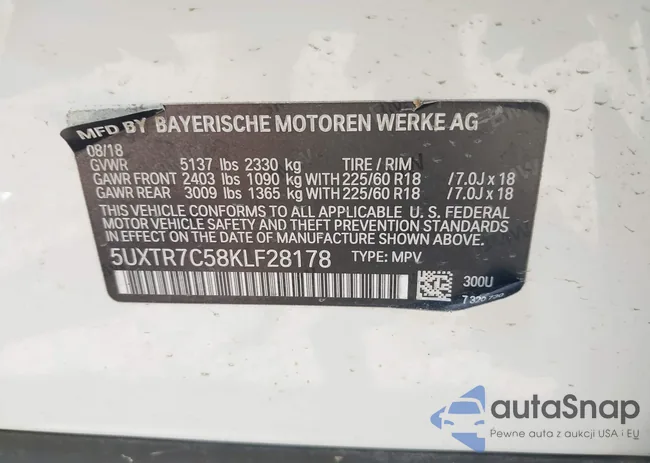 MFD BY BAYERISCHE MOTOREN WERKE AG
08/18
GVWR 5137 lbs 2330 kg TIRE / RIM
GAWR FRONT 2403 lbs 1090 kg WITH 225/60 R18 /7.0J x 18
GAWR REAR 3009 lbs 1365 kg WITH 225/60 R18 /7.0J x 18
THIS VEHICLE CONFORMS TO ALL APPLICABLE U. S. FEDERAL
MOTOR VEHICLE SAFETY AND THEFT PREVENTION
STANDARDS IN EFFECT ON THE DATE OF MANUFACTURE
SHOWN ABOVE.
5UXTR7C58KLF28178 TYPE: MPV
300U
autaSnap
Pewne auta z aukcji USA i EU